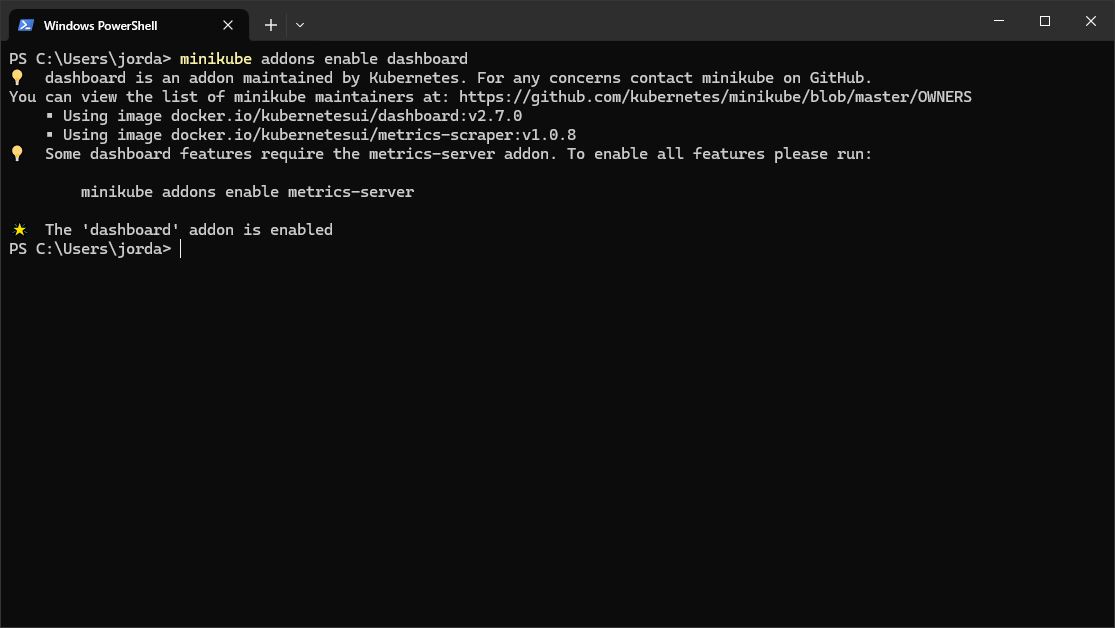 Windows PowerShell
PS C:\Users\jorda> minikube addons enable dashboard
💡 dashboard is an addon maintained by Kubernetes. For any concerns contact minikube on GitHub.
You can view the list of minikube maintainers at: https://github.com/kubernetes/minikube/blob/master/OWNERS
▪ Using image docker.io/kubernetesui/dashboard:v2.7.0
▪ Using image docker.io/kubernetesui/metrics-scraper:v1.0.8
💡 Some dashboard features require the metrics-server addon. To enable all features please run:
minikube addons enable metrics-server
🌟 The 'dashboard' addon is enabled
PS C:\Users\jorda>